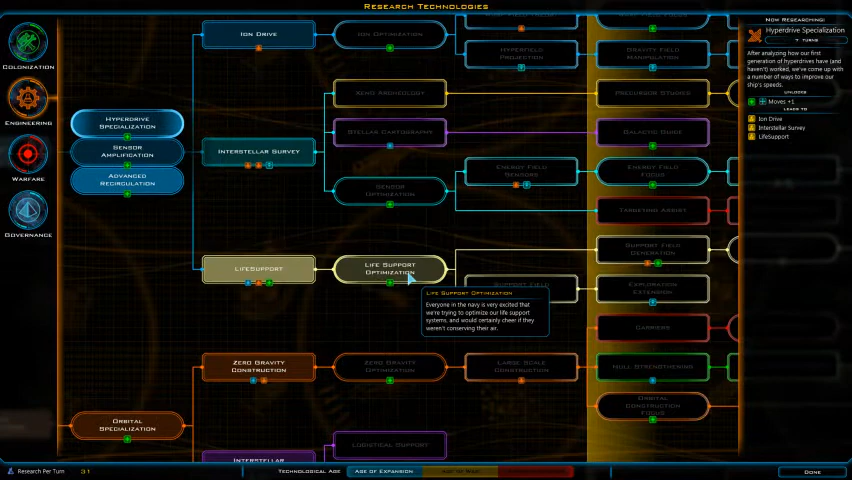 Research Technologies
Colonization
Engineering
Warfare
Governance
Hyperdrive
Specialization
Sensor
Amplification
Advanced
Recirculation
Orbital
Specialization
Ion Drive
Interstellar Survey
LifeSupport
Zero Gravity
Construction
Interstellar
Ion Optimization
Xeno Archeology
Stellar Cartography
Sensor
Optimization
Life Support
Optimization
Zero Gravity
Optimization
Logistical Support
Hyperfield
Projection
Energy Field
Sensors
Support Field
Large Scale
Construction
Gravity Field
Manipulation
Precursor Studies
Galactic Guide
Energy Field
Focus
Targeting Assist
Support Field
Generation
Exploration
Extension
Carriers
Hull Strengthening
Orbital
Construction
Focus
Life Support Optimization
Everyone in the navy is very excited that
we're trying to optimize our life support
systems, and would certainly cheer if they
weren't conserving their air.
Now Researching:
Hyperdrive Specialization
7 Turns
After analyzing how our first
generation of hyperdrives have (and
haven't) worked, we've come up with
a number of ways to improve our
ship's speeds.
Unlocks
Moves +1
Leads To
Ion Drive
Interstellar Survey
LifeSupport
Research Per Turn 31
Technological Age
Age of Expansion
Age of War
Done